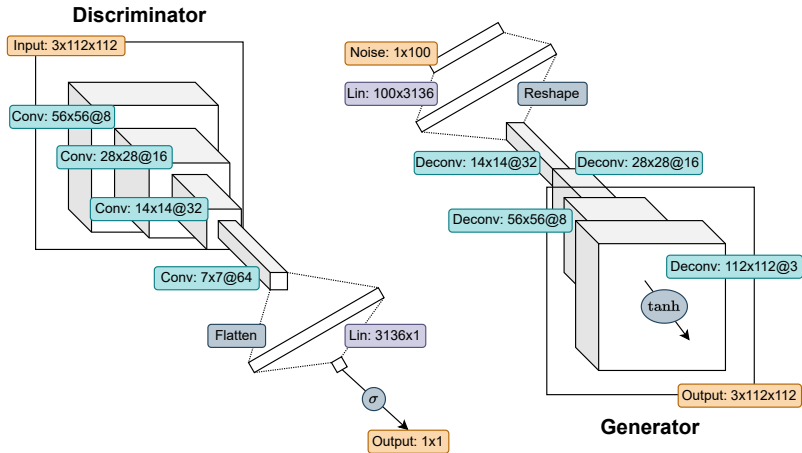 Discriminator
Input: 3x112x112
Conv: 56x56@8
Conv: 28x28@16
Conv: 14x14@32
Conv: 7x7@64
Flatten
Lin: 3136x1
σ
Output: 1x1
Noise: 1x100
Lin: 100x3136
Reshape
Deconv: 14x14@32
Deconv: 28x28@16
Deconv: 56x56@8
Deconv: 112x112@3
tanh
Output: 3x112x112
Generator